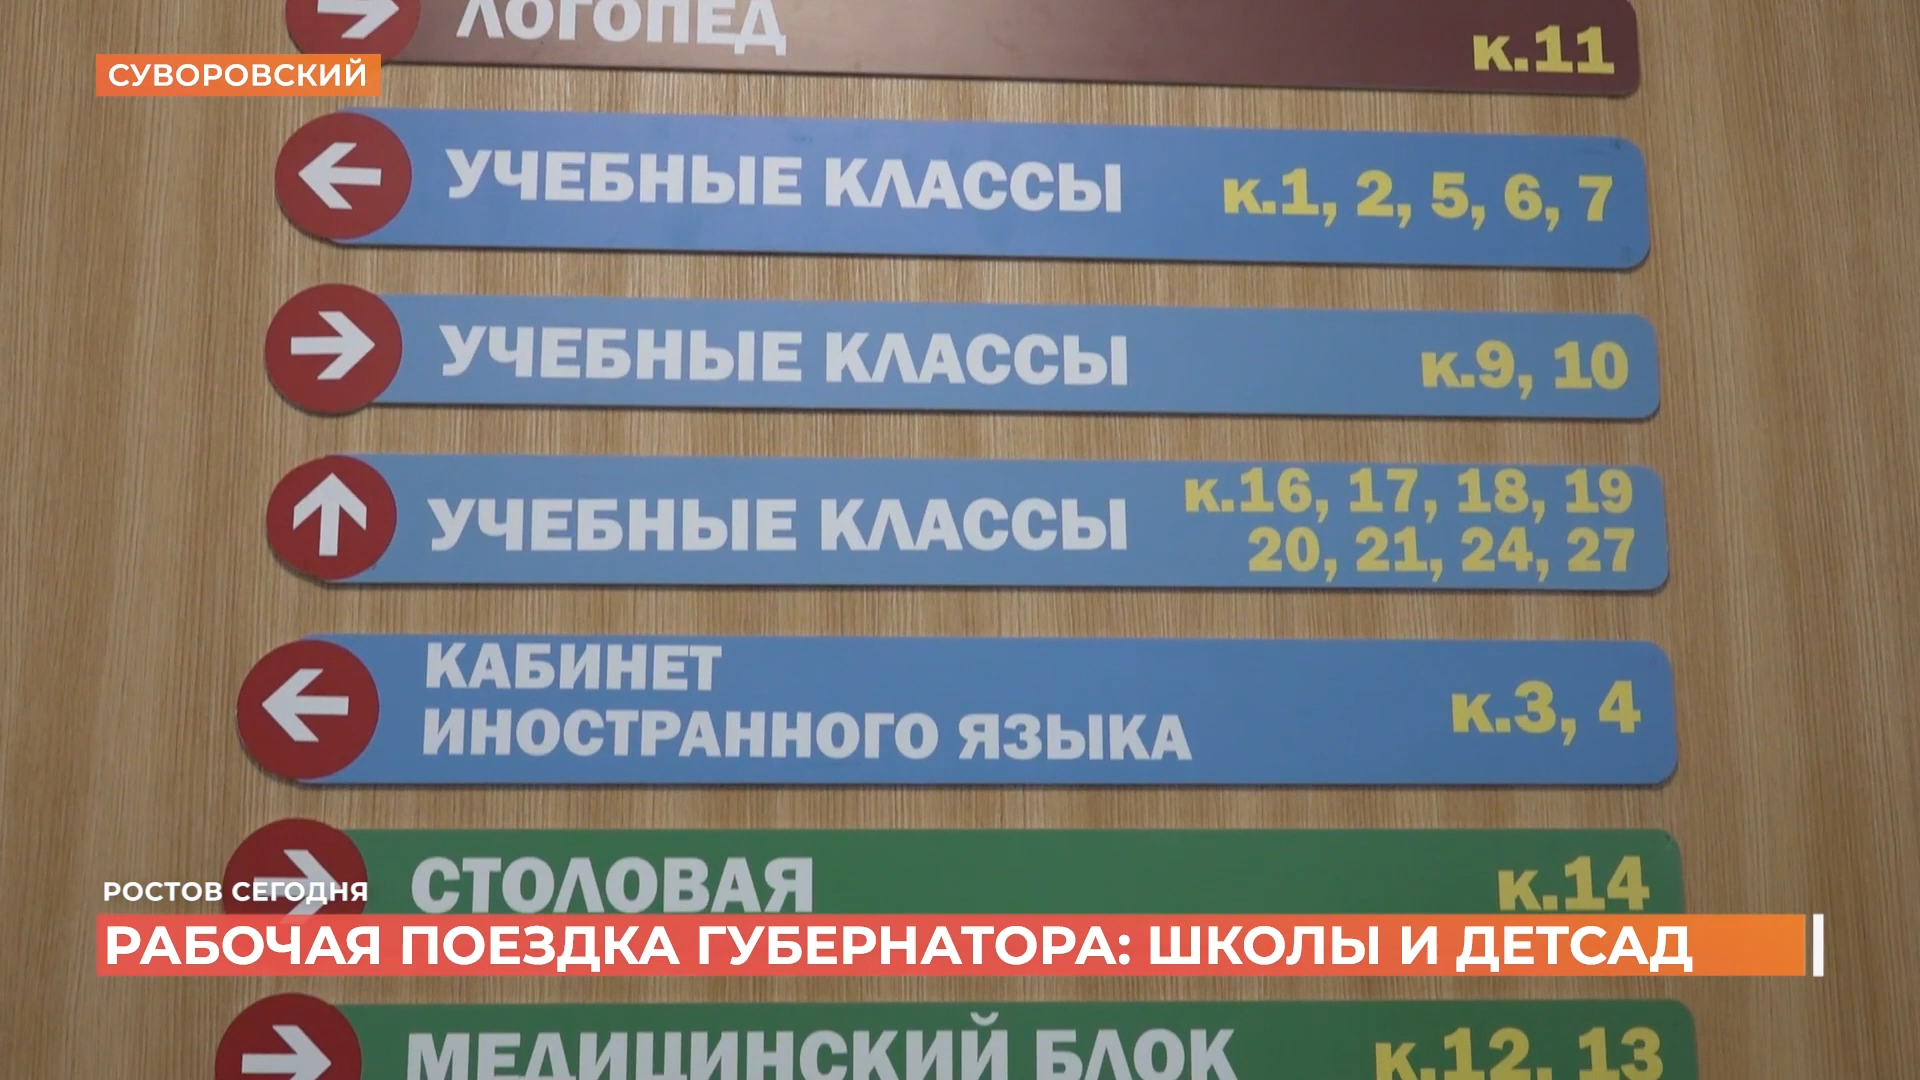 ЛОГОПЕД к.11
СУВОРОВСКИЙ
УЧЕБНЫЕ КЛАССЫ к.1, 2, 5, 6, 7
УЧЕБНЫЕ КЛАССЫ к.9, 10
УЧЕБНЫЕ КЛАССЫ к.16, 17, 18, 19
20, 21, 24, 27
КАБИНЕТ
ИНОСТРАННОГО ЯЗЫКА к.3, 4
СТОЛОВАЯ к.14
РОСТОВ СЕГОДНЯ
РАБОЧАЯ ПОЕЗДКА ГУБЕРНАТОРА: ШКОЛЫ И ДЕТСАД
МЕДИЦИНСКИЙ БЛОК к.12, 13